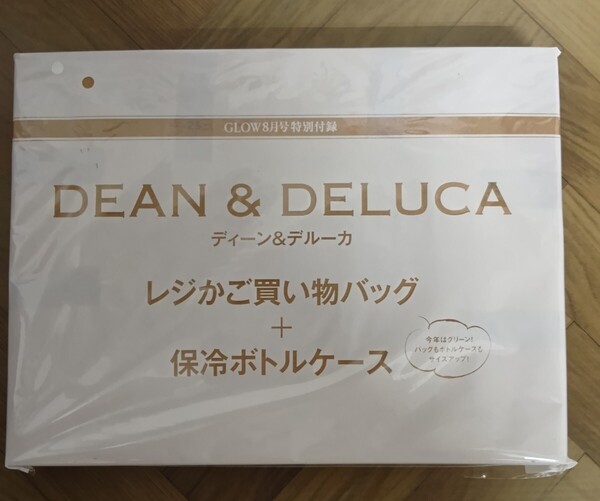 GLOW8月号特別付録
DEAN & DELUCA
ディーン&デルーカ
レジかご買い物バッグ
+
保冷ボトルケース
今年はグリーン!
バッグもボトルケースも
サイズアップ!